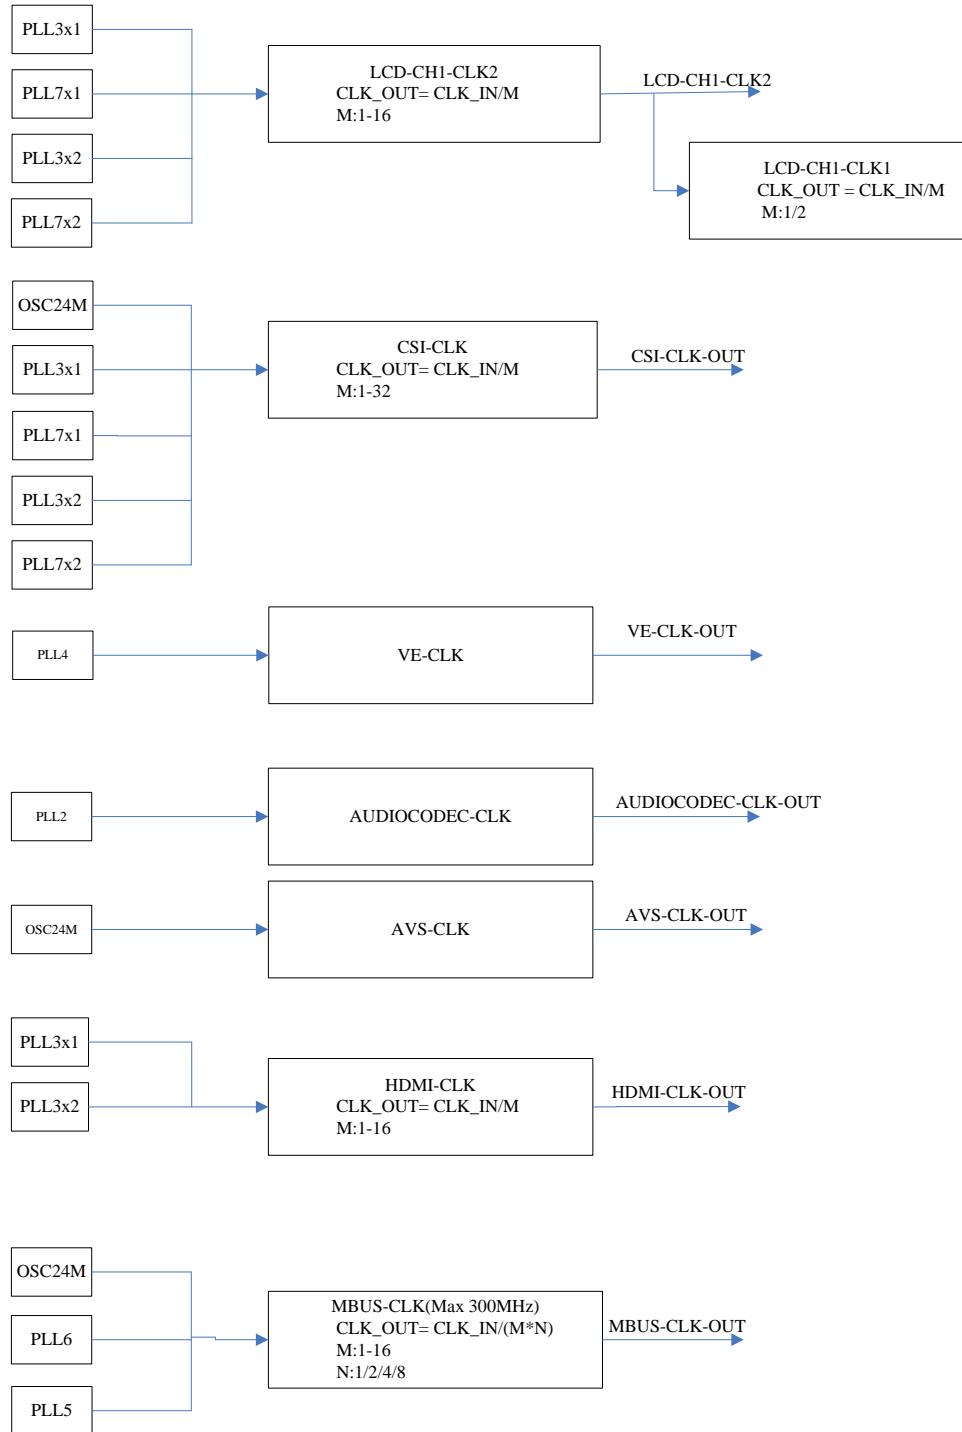 PLL3x1
PLL7x1
PLL3x2
PLL7x2
LCD-CH1-CLK2
CLK_OUT= CLK_IN/M
M:1-16
LCD-CH1-CLK2
LCD-CH1-CLK1
CLK_OUT = CLK_IN/M
M:1/2
OSC24M
PLL3x1
PLL7x1
PLL3x2
PLL7x2
CSI-CLK
CLK_OUT= CLK_IN/M
M:1-32
CSI-CLK-OUT
PLL4
VE-CLK
VE-CLK-OUT
PLL2
AUDIOCODEC-CLK
AUDIOCODEC-CLK-OUT
OSC24M
AVS-CLK
AVS-CLK-OUT
PLL3x1
PLL3x2
HDMI-CLK
CLK_OUT= CLK_IN/M
M:1-16
HDMI-CLK-OUT
OSC24M
PLL6
PLL5
MBUS-CLK(Max 300MHz)
CLK_OUT= CLK_IN/(M*N)
M:1-16
N:1/2/4/8
MBUS-CLK-OUT